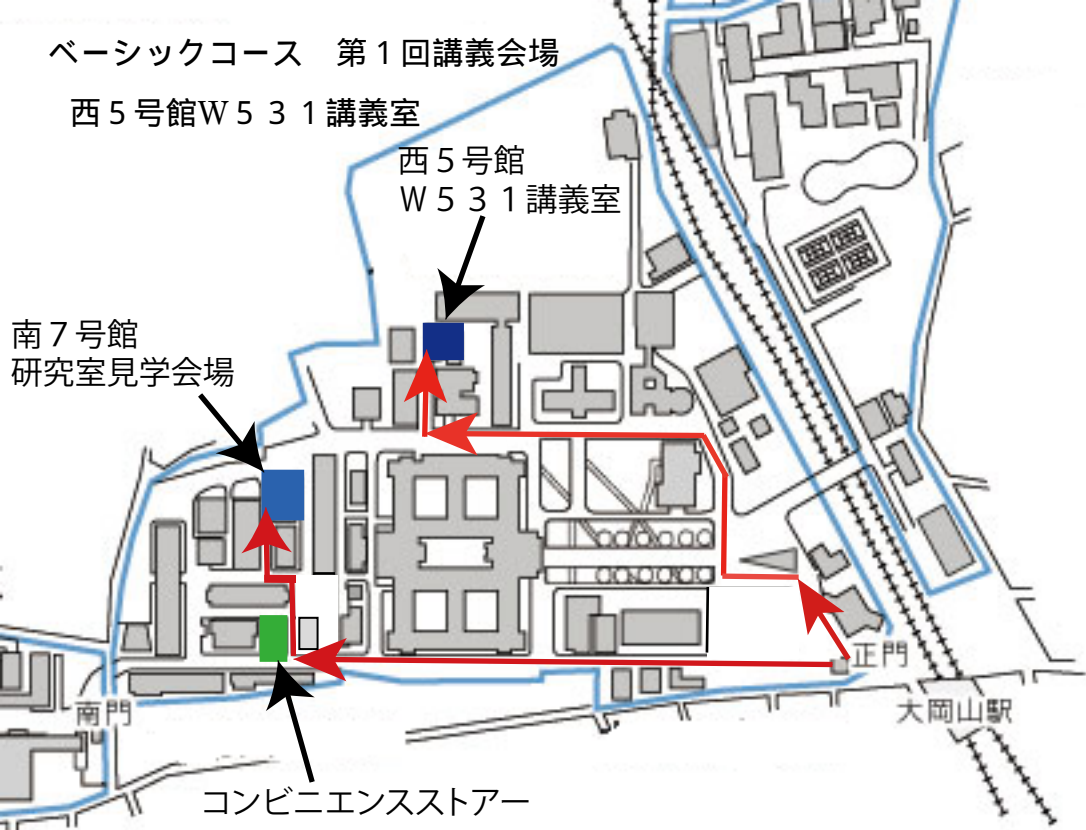 ベーシックコース　第１回講義会場
西５号館W５３１講義室
西５号館
W５３１講義室
南７号館
研究室見学会場
正門
大岡山駅
南門
コンビニエンスストアー